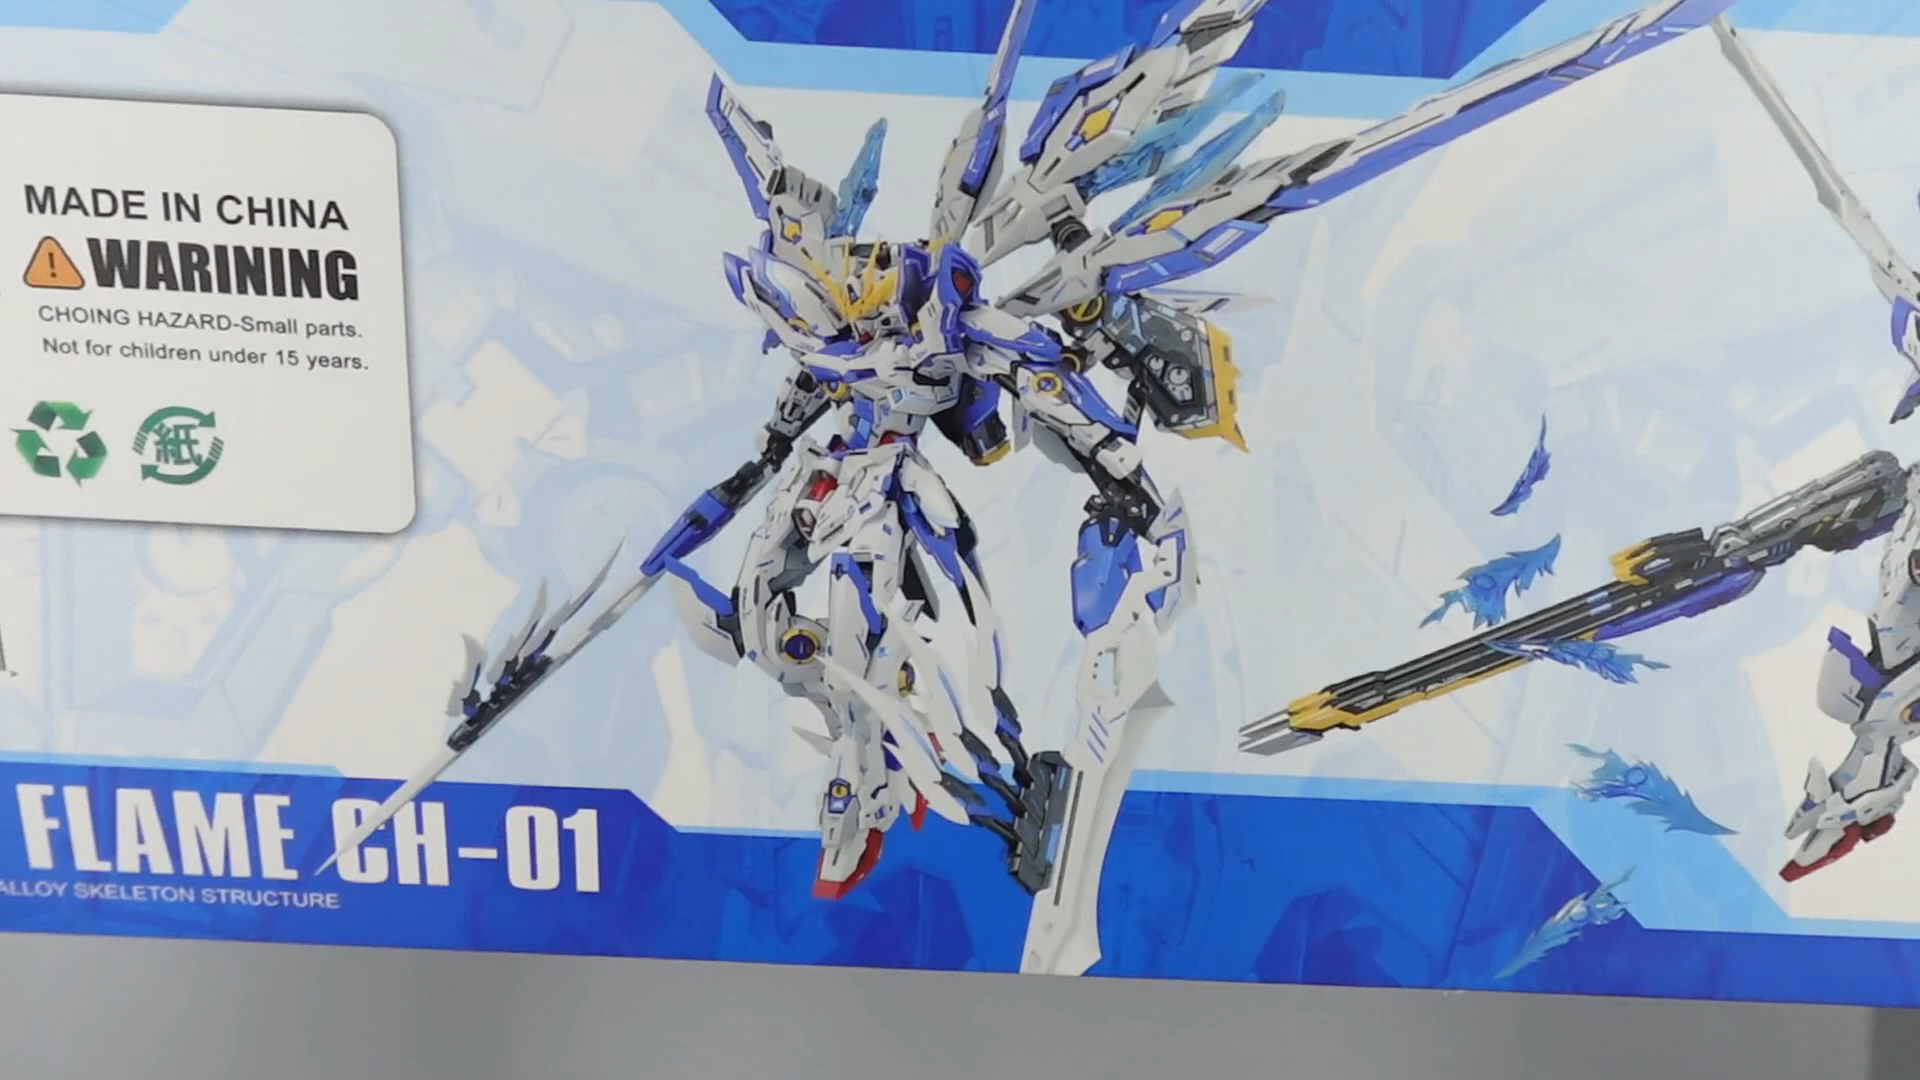 MADE IN CHINA
WARINING
CHOING HAZARD-Small parts.
Not for children under 15 years.
紙
FLAME CH-01
ALLOY SKELETON STRUCTURE